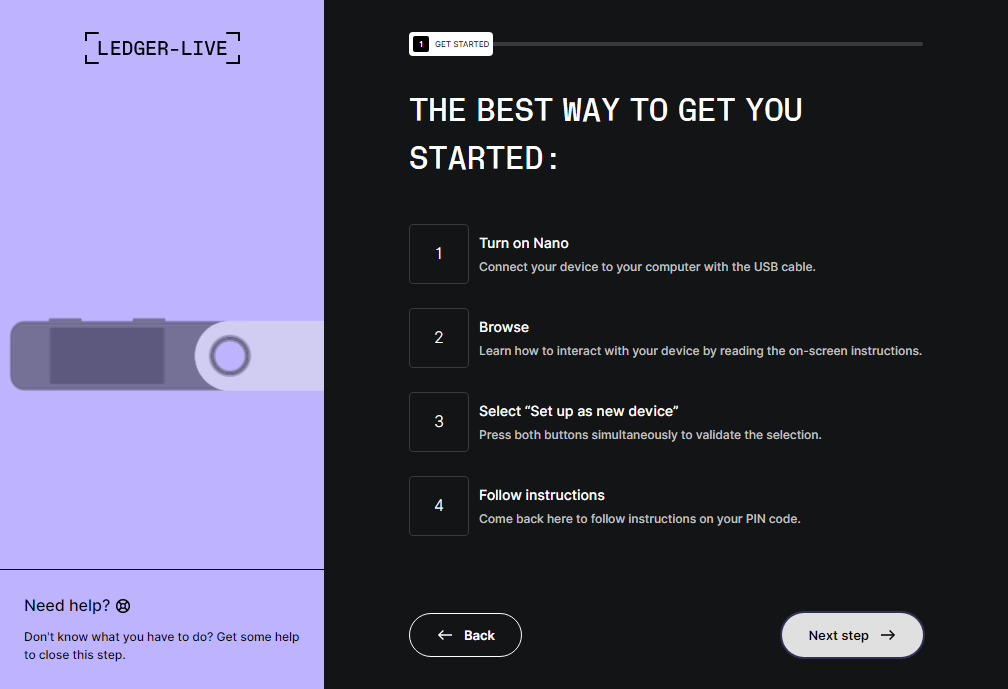 LEDGER-LIVE
1 GET STARTED
THE BEST WAY TO GET YOU
STARTED:
1
Turn on Nano
Connect your device to your computer with the USB cable.
2
Browse
Learn how to interact with your device by reading the on-screen instructions.
3
Select “Set up as new device”
Press both buttons simultaneously to validate the selection.
4
Follow instructions
Come back here to follow instructions on your PIN code.
Need help?
Don't know what you have to do? Get some help
to close this step.
Back
Next step